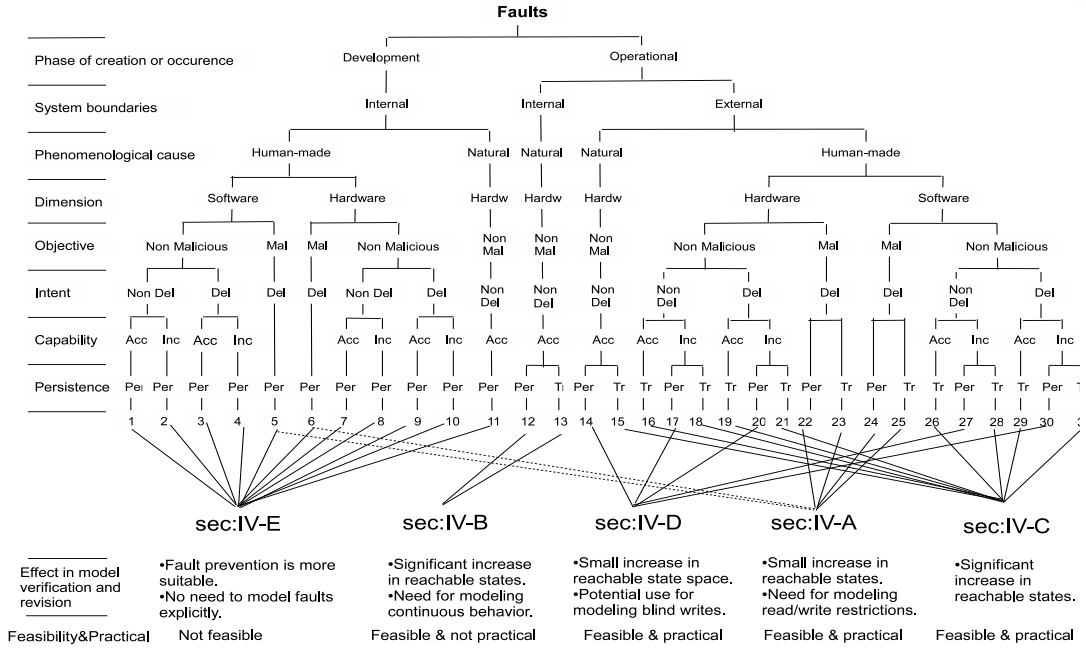 Faults
Phase of creation or occurence Development Operational
System boundaries Internal Internal External
Phenomenological cause Human-made Natural Natural Natural Human-made
Dimension Software Hardware Hardw Hardw Hardw Hardware Software
Objective Non Malicious Mal Mal Non Malicious Non Mal Non Mal Non Mal Non Malicious Mal Mal Non Malicious
Intent Non Del Del Del Del Non Del Del Non Del Non Del Non Del Non Del Del Del Del Non Del Del
Capability Acc Inc Acc Inc Acc Inc Acc Inc Acc Acc Acc Acc Inc Acc Inc Acc Inc Acc Inc
Persistence Per Per Per Per Per Per Per Per Per Per Per Per Tr Per Tr Tr Per Tr Tr Per Tr Per Tr Per Tr Tr Per Tr Tr Per
1 2 3 4 5 6 7 8 9 10 11 12 13 14 15 16 17 18 19 20 21 22 23 24 25 26 27 28 29 30
sec:IV-E sec:IV-B sec:IV-D sec:IV-A sec:IV-C
Effect in model
verification and
revision
•Fault prevention is more
suitable.
•No need to model faults
explicitly.
•Significant increase
in reachable states.
•Need for modeling
continuous behavior.
•Small increase in
reachable state space.
•Potential use for
modeling blind writes.
•Small increase in
reachable states.
•Need for modeling
read/write restrictions.
•Significant
increase in
reachable states.
Feasibility&Practical Not feasible Feasible & not practical Feasible & practical Feasible & practical Feasible & practical